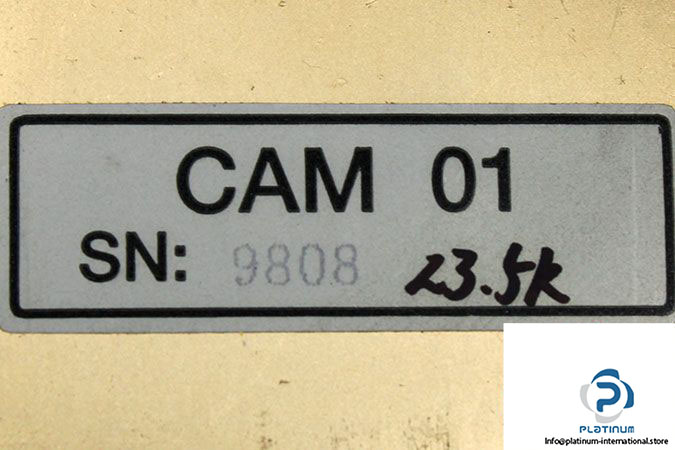 CAM 01
SN: 9808 23.5k
PLATINUM
Info@platinum-international.store